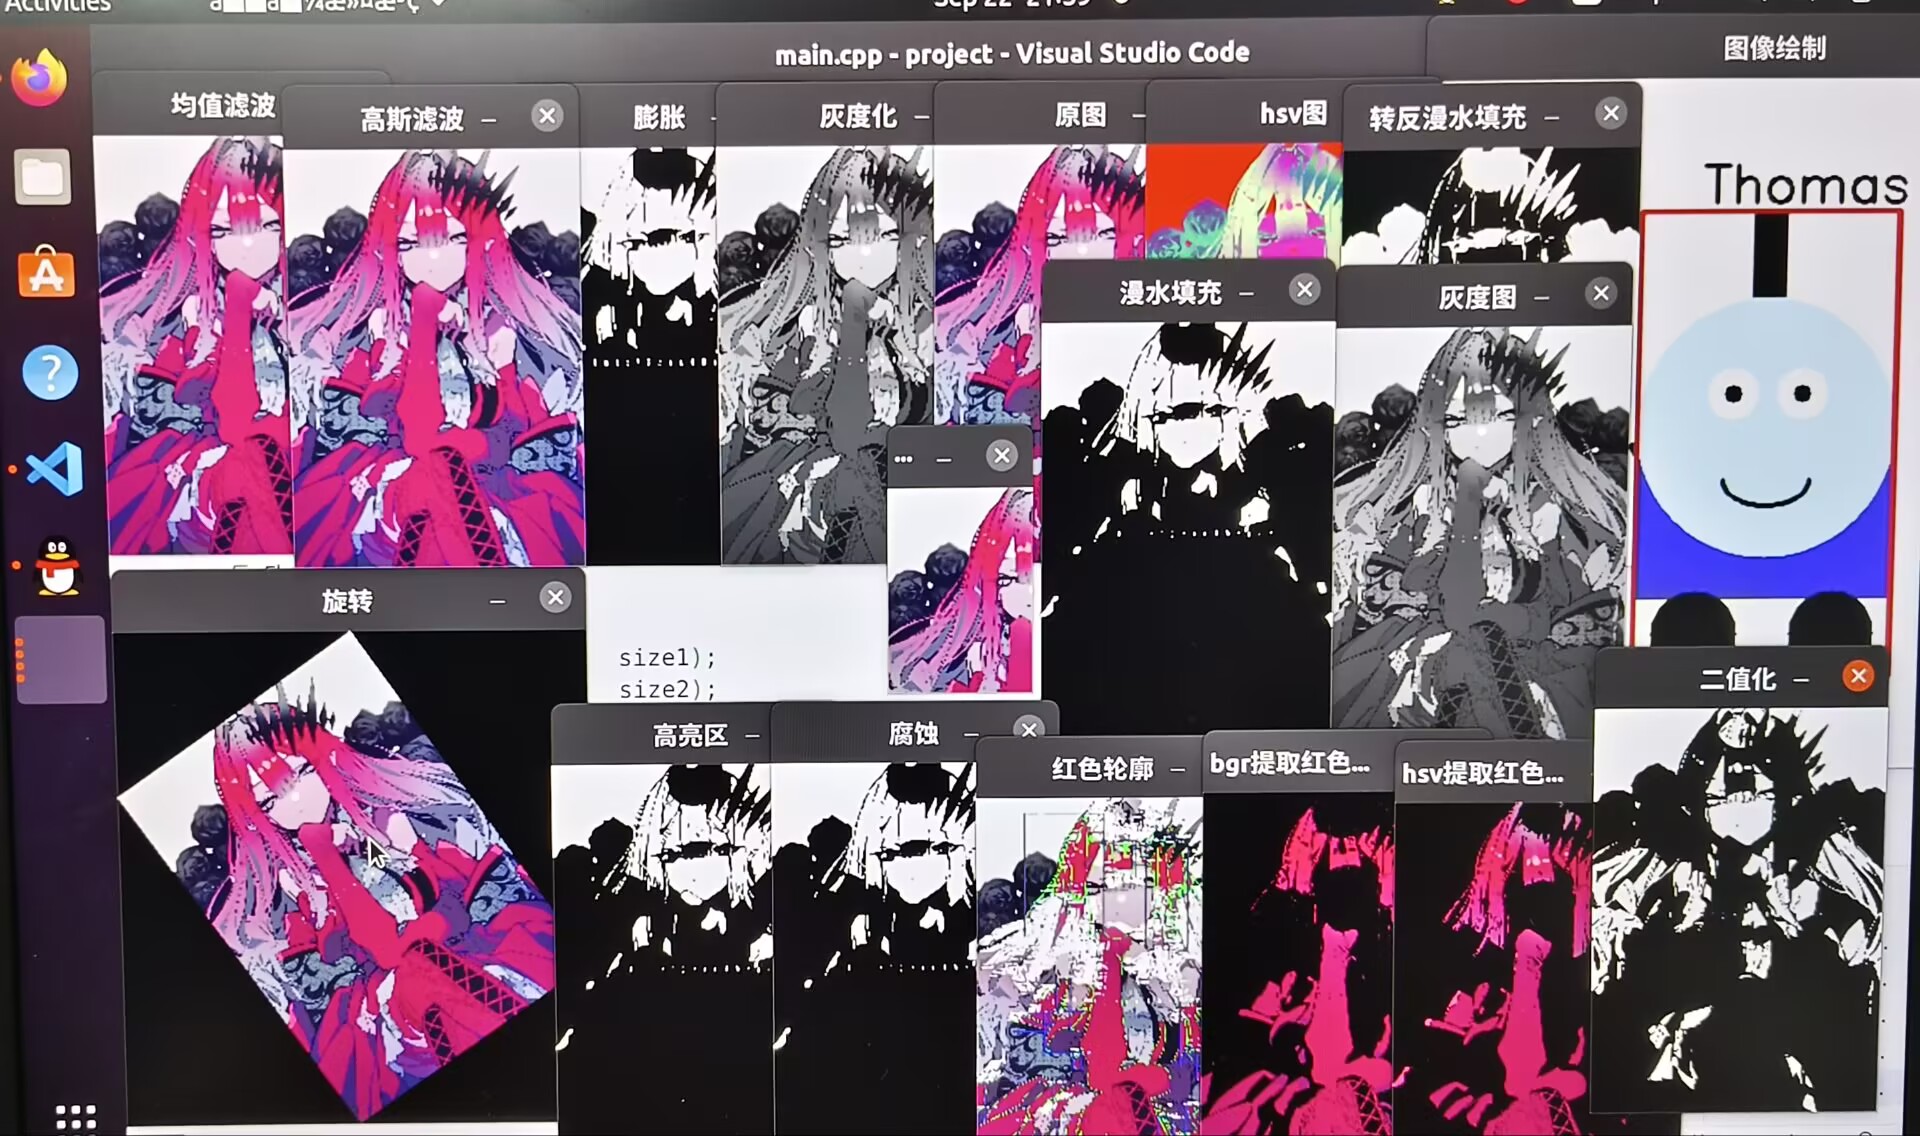 Activities
main.cpp - project - Visual Studio Code
图像绘制
均值滤波
高斯滤波
膨胀
灰度化
原图
hsv图
转反漫水填充
Thomas
漫水填充
灰度图
...
旋转
size1);
size2);
二值化
高亮区
腐蚀
红色轮廓
bgr提取红色...
hsv提取红色...